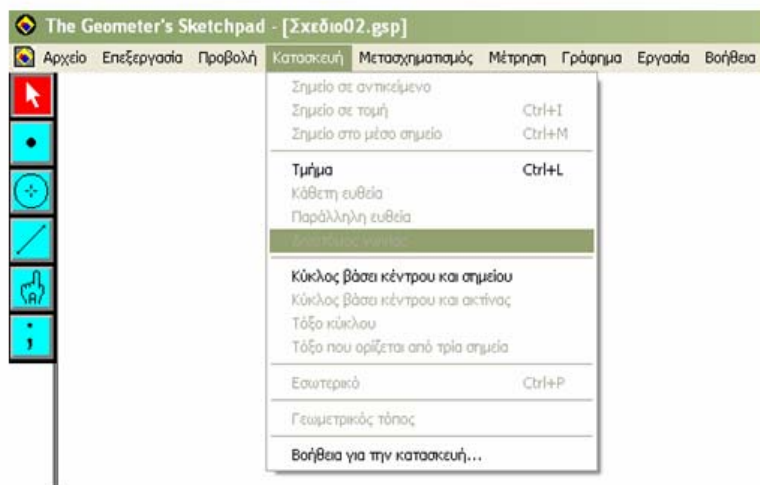 The Geometer's Sketchpad - [Σχεδιο02.gsp]
Αρχείο Επεξεργασία Προβολή Κατασκευή Μετασχηματισμός Μέτρηση Γράφημα Εργασία Βοήθεια
Σημείο σε αντικείμενο
Σημείο σε τομή Ctrl+I
Σημείο στο μέσο σημείο Ctrl+M
Τμήμα Ctrl+L
Κάθετη ευθεία
Παράλληλη ευθεία
Κύκλος βάσει κέντρου και σημείου
Κύκλος βάσει κέντρου και ακτίνας
Τόξο κύκλου
Τόξο που ορίζεται από τρία σημεία
Εσωτερικό Ctrl+P
Γεωμετρικός τόπος
Βοήθεια για την κατασκευή...
A
;